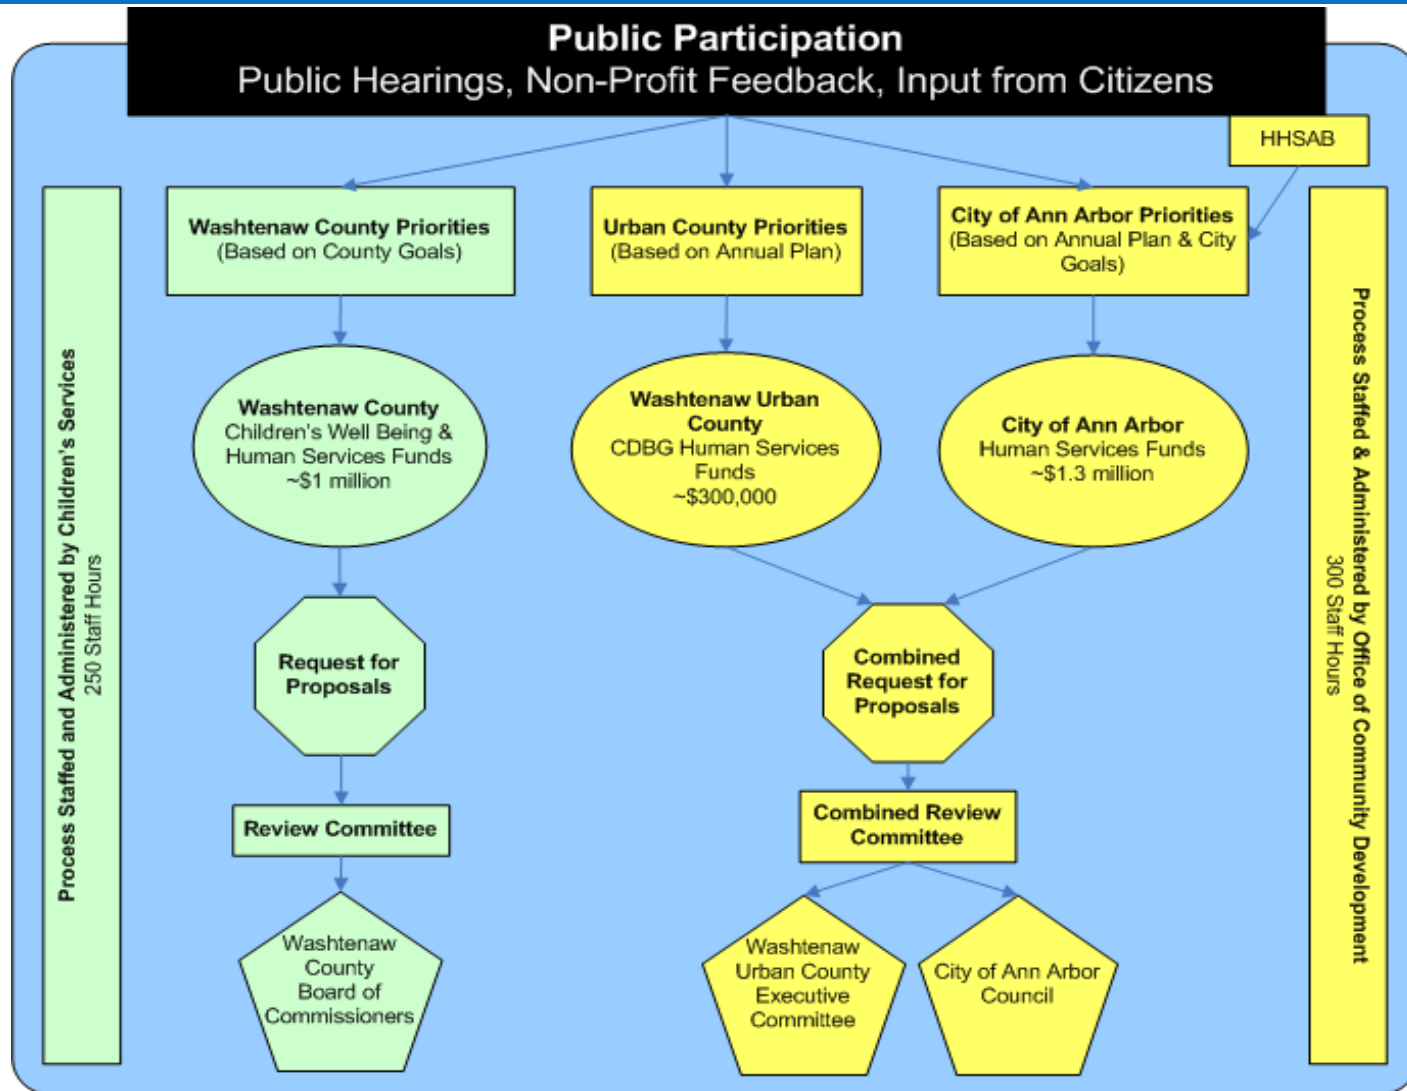 Public Participation
Public Hearings, Non-Profit Feedback, Input from Citizens
HHSAB
Washtenaw County Priorities
(Based on County Goals)
Urban County Priorities
(Based on Annual Plan)
City of Ann Arbor Priorities
(Based on Annual Plan & City
Goals)
Process Staffed and Administered by Children's Services
250 Staff Hours
Washtenaw County
Children's Well Being &
Human Services Funds
~$1 million
Washtenaw Urban
County
CDBG Human Services
Funds
~$300,000
City of Ann Arbor
Human Services Funds
~$1.3 million
Process Staffed & Administered by Office of Community Development
300 Staff Hours
Request for
Proposals
Combined
Request for
Proposals
Review Committee
Combined Review
Committee
Washtenaw
County
Board of
Commissioners
Washtenaw
Urban County
Executive
Committee
City of Ann Arbor
Council